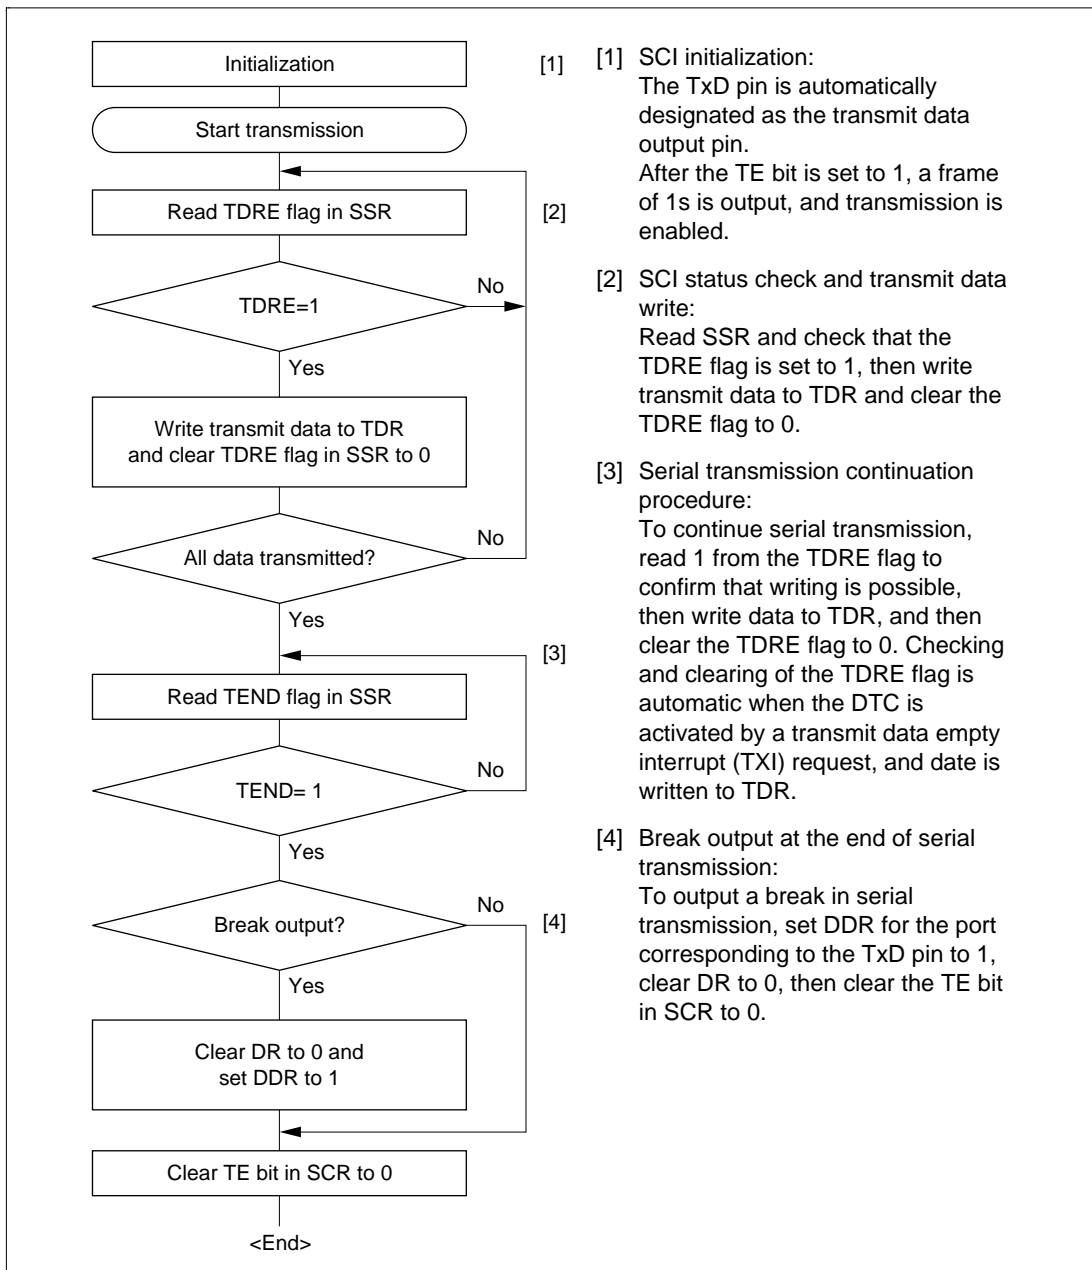 Initialization
[1]
Start transmission
Read TDRE flag in SSR
[2]
TDRE=1
No
Yes
Write transmit data to TDR
and clear TDRE flag in SSR to 0
All data transmitted?
No
Yes
[3]
Read TEND flag in SSR
TEND= 1
No
Yes
Break output?
No
[4]
Yes
Clear DR to 0 and
set DDR to 1
Clear TE bit in SCR to 0
<End>
[1] SCI initialization:
The TxD pin is automatically
designated as the transmit data
output pin.
After the TE bit is set to 1, a frame
of 1s is output, and transmission is
enabled.
[2] SCI status check and transmit data
write:
Read SSR and check that the
TDRE flag is set to 1, then write
transmit data to TDR and clear the
TDRE flag to 0.
[3] Serial transmission continuation
procedure:
To continue serial transmission,
read 1 from the TDRE flag to
confirm that writing is possible,
then write data to TDR, and then
clear the TDRE flag to 0. Checking
and clearing of the TDRE flag is
automatic when the DTC is
activated by a transmit data empty
interrupt (TXI) request, and date is
written to TDR.
[4] Break output at the end of serial
transmission:
To output a break in serial
transmission, set DDR for the port
corresponding to the TxD pin to 1,
clear DR to 0, then clear the TE bit
in SCR to 0.